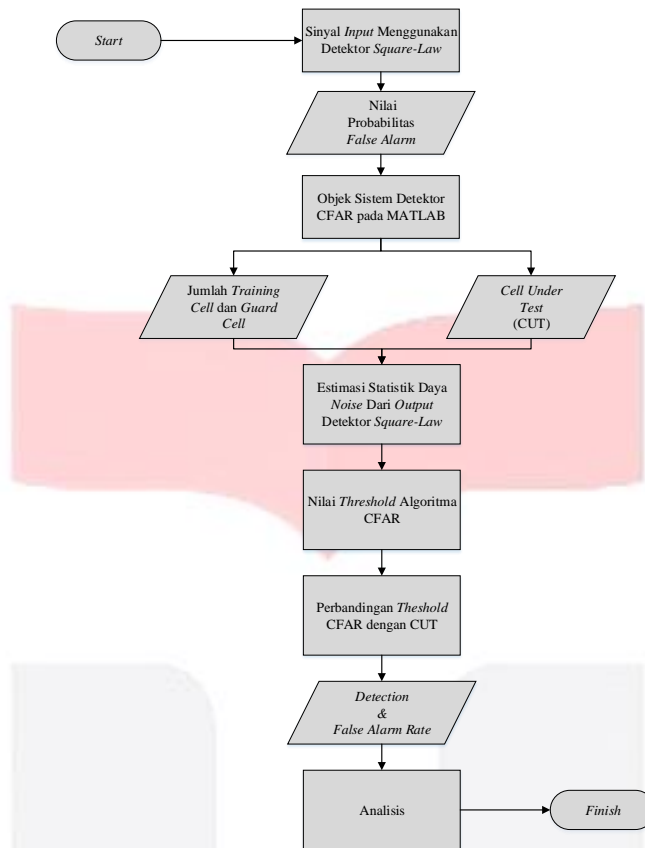 Start
Sinyal Input Menggunakan
Detektor Square-Law
Nilai
Probabilitas
False Alarm
Objek Sistem Detektor
CFAR pada MATLAB
Jumlah Training
Cell dan Guard
Cell
Cell Under
Test
(CUT)
Estimasi Statistik Daya
Noise Dari Output
Detektor Square-Law
Nilai Threshold Algoritma
CFAR
Perbandingan Theshold
CFAR dengan CUT
Detection
&
False Alarm Rate
Analisis
Finish